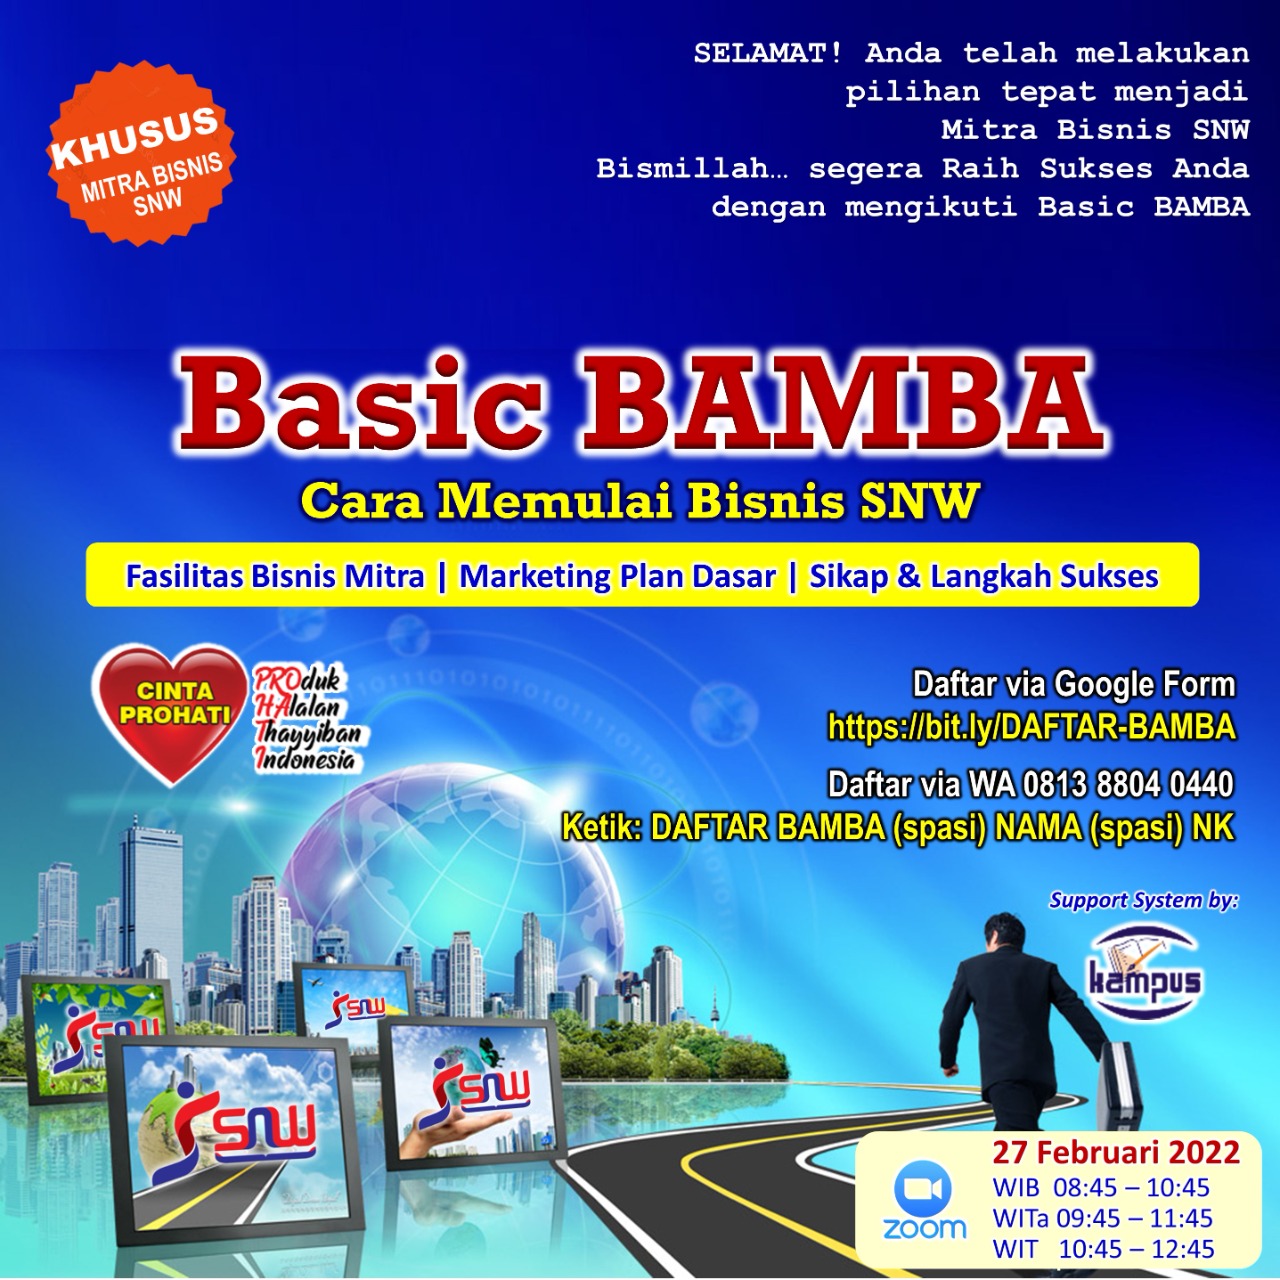 KHUSUS
MITRA BISNIS
SNW
SELAMAT! Anda telah melakukan
pilihan tepat menjadi
Mitra Bisnis SNW
Bismillah… segera Raih Sukses Anda
dengan mengikuti Basic BAMBA
Basic BAMBA
Cara Memulai Bisnis SNW
Fasilitas Bisnis Mitra | Marketing Plan Dasar | Sikap & Langkah Sukses
CINTA
PROHATI
PROduk
HAlalan
Thayyiban
Indonesia
Daftar via Google Form
https://bit.ly/DAFTAR-BAMBA
Daftar via WA 0813 8804 0440
Ketik: DAFTAR BAMBA (spasi) NAMA (spasi) NK
Support System by:
kampus
SNW
SNW
SNW
SNW
zoom
27 Februari 2022
WIB 08:45 – 10:45
WITa 09:45 – 11:45
WIT 10:45 – 12:45